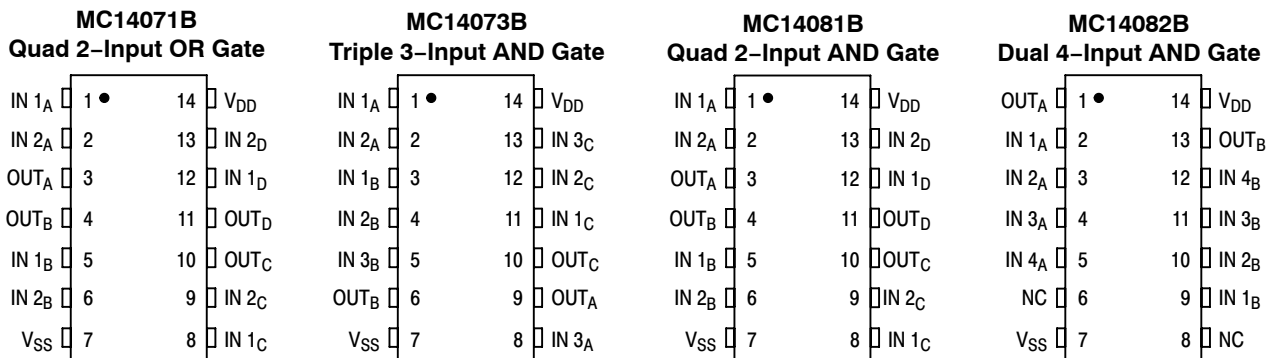 MC14071B
Quad 2−Input OR Gate
IN 1A 1 14 VDD
IN 2A 2 13 IN 2D
OUTA 3 12 IN 1D
OUTB 4 11 OUTD
IN 1B 5 10 OUTC
IN 2B 6 9 IN 2C
VSS 7 8 IN 1C
MC14073B
Triple 3−Input AND Gate
IN 1A 1 14 VDD
IN 2A 2 13 IN 3C
IN 1B 3 12 IN 2C
IN 2B 4 11 IN 1C
IN 3B 5 10 OUTC
OUTB 6 9 OUTA
VSS 7 8 IN 3A
MC14081B
Quad 2−Input AND Gate
IN 1A 1 14 VDD
IN 2A 2 13 IN 2D
OUTA 3 12 IN 1D
OUTB 4 11 OUTD
IN 1B 5 10 OUTC
IN 2B 6 9 IN 2C
VSS 7 8 IN 1C
MC14082B
Dual 4−Input AND Gate
OUTA 1 14 VDD
IN 1A 2 13 OUTB
IN 2A 3 12 IN 4B
IN 3A 4 11 IN 3B
IN 4A 5 10 IN 2B
NC 6 9 IN 1B
VSS 7 8 NC